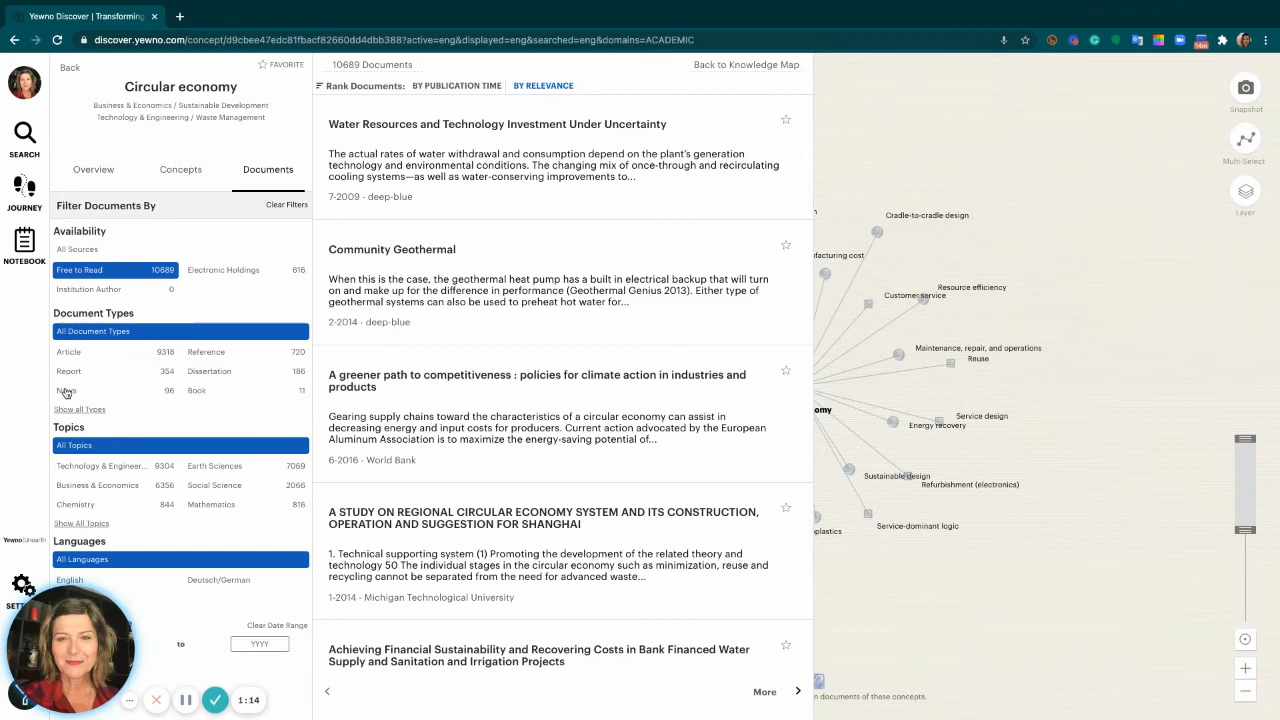 Yewno Discover | Transforming
discover.yewno.com/concept/d9cbee47edc81fbacf82660dd4dbb388?active=eng&displayed=eng&searched=eng&domains=ACADEMIC
14m
SEARCH
JOURNEY
NOTEBOOK
Yewno|Unearth
Back
FAVORITE
Circular economy
Business & Economics / Sustainable Development
Technology & Engineering / Waste Management
Overview
Concepts
Documents
Filter Documents By
Clear Filters
Availability
All Sources
Free to Read 10689
Electronic Holdings 616
Institution Author 0
Document Types
All Document Types
Article 9318
Reference 720
Report 354
Dissertation 186
News 96
Book 11
Show all Types
Topics
All Topics
Technology & Engineer... 9304
Earth Sciences 7069
Business & Economics 6356
Social Science 2066
Chemistry 844
Mathematics 816
Show All Topics
Languages
All Languages
English
Deutsch/German
Clear Date Range
to
YYYY
1:14
10689 Documents
Back to Knowledge Map
Rank Documents: BY PUBLICATION TIME BY RELEVANCE
Water Resources and Technology Investment Under Uncertainty
The actual rates of water withdrawal and consumption depend on the plant's generation
technology and environmental conditions. The changing mix of once-through and recirculating
cooling systems—as well as water-conserving improvements to...
7-2009 - deep-blue
Community Geothermal
When this is the case, the geothermal heat pump has a built in electrical backup that will turn
on and make up for the difference in performance (Geothermal Genius 2013). Either type of
geothermal systems can also be used to preheat hot water for...
2-2014 - deep-blue
A greener path to competitiveness : policies for climate action in industries and
products
Gearing supply chains toward the characteristics of a circular economy can assist in
decreasing energy and input costs for producers. Current action advocated by the European
Aluminum Association is to maximize the energy-saving potential of...
6-2016 - World Bank
A STUDY ON REGIONAL CIRCULAR ECONOMY SYSTEM AND ITS CONSTRUCTION,
OPERATION AND SUGGESTION FOR SHANGHAI
1. Technical supporting system (1) Promoting the development of the related theory and
technology 50 The individual stages in the circular economy such as minimization, reuse and
recycling cannot be separated from the need for advanced waste...
1-2014 - Michigan Technological University
Achieving Financial Sustainability and Recovering Costs in Bank Financed Water
Supply and Sanitation and Irrigation Projects
More
Cradle-to-cradle design
Resource efficiency
Customer service
Maintenance, repair, and operations
Reuse
Service design
Energy recovery
Sustainable design
Refurbishment (electronics)
Service-dominant logic
documents of these concepts.
Snapshot
Multi-Select
Layer